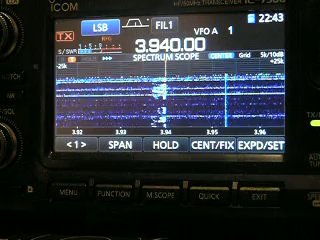 ICOM
HF/50MHz TRANSCEIVER IC-7300
LSB FIL1 22:43
TX
VFO A 1
S/SWR
3.940.00
SPECTRUM SCOPE CENTER Grid 5k/10dB
-25k +25k
3.92 3.93 3.94 3.95 3.96
<1> SPAN HOLD CENT/FIX EXPD/SET
MENU FUNCTION M.SCOPE QUICK EXIT